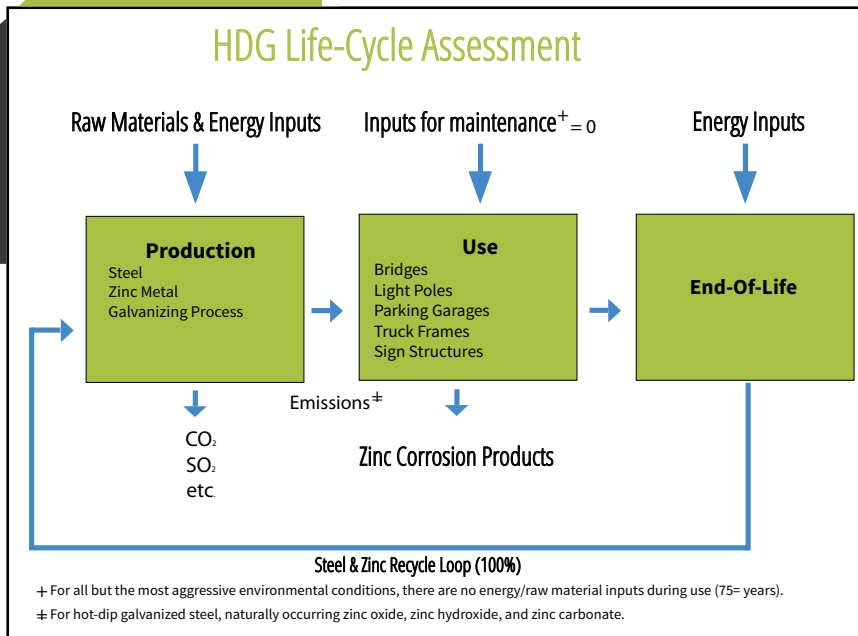 HDG Life-Cycle Assessment
Raw Materials & Energy Inputs
Inputs for maintenance⁺ = 0
Energy Inputs
Production
Steel
Zinc Metal
Galvanizing Process
Use
Bridges
Light Poles
Parking Garages
Truck Frames
Sign Structures
End-Of-Life
Emissions⧧
CO₂
SO₂
etc.
Zinc Corrosion Products
Steel & Zinc Recycle Loop (100%)
+ For all but the most aggressive environmental conditions, there are no energy/raw material inputs during use (75= years).
⧧ For hot-dip galvanized steel, naturally occurring zinc oxide, zinc hydroxide, and zinc carbonate.